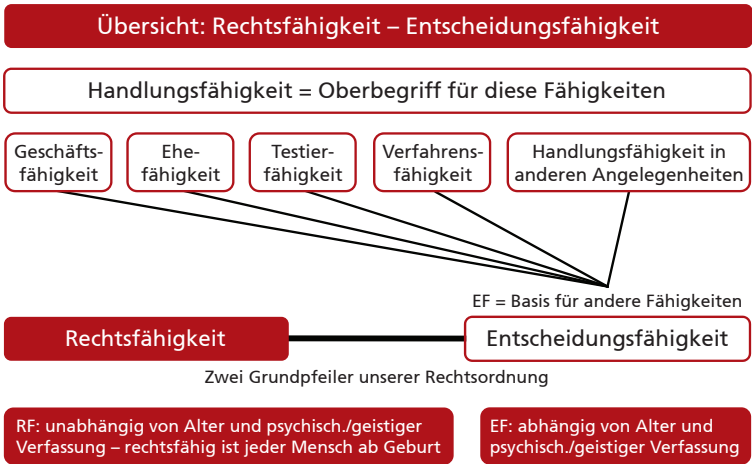 Übersicht: Rechtsfähigkeit – Entscheidungsfähigkeit
Handlungsfähigkeit = Oberbegriff für diese Fähigkeiten
Geschäfts-
fähigkeit
Ehe-
fähigkeit
Testier-
fähigkeit
Verfahrens-
fähigkeit
Handlungsfähigkeit in
anderen Angelegenheiten
EF = Basis für andere Fähigkeiten
Rechtsfähigkeit
Entscheidungsfähigkeit
Zwei Grundpfeiler unserer Rechtsordnung
RF: unabhängig von Alter und psychisch./geistiger
Verfassung – rechtsfähig ist jeder Mensch ab Geburt
EF: abhängig von Alter und
psychisch./geistiger Verfassung